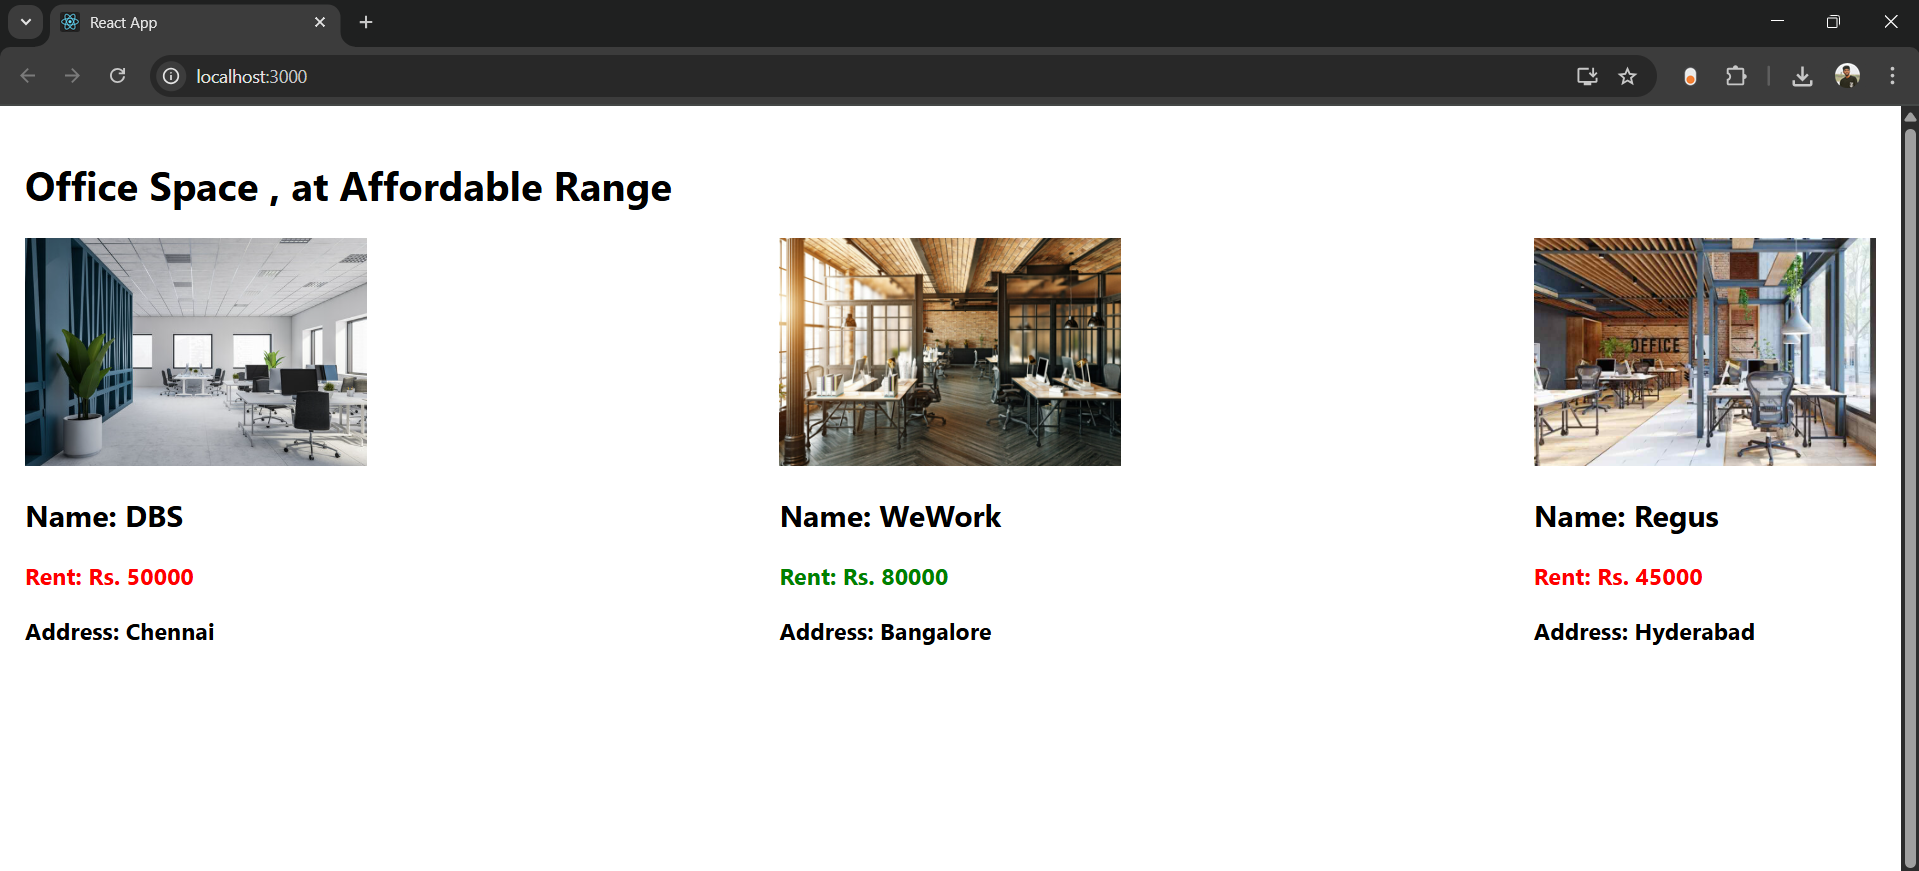 React App
localhost:3000
Office Space , at Affordable Range
OFFICE
Name: DBS
Rent: Rs. 50000
Address: Chennai
Name: WeWork
Rent: Rs. 80000
Address: Bangalore
Name: Regus
Rent: Rs. 45000
Address: Hyderabad